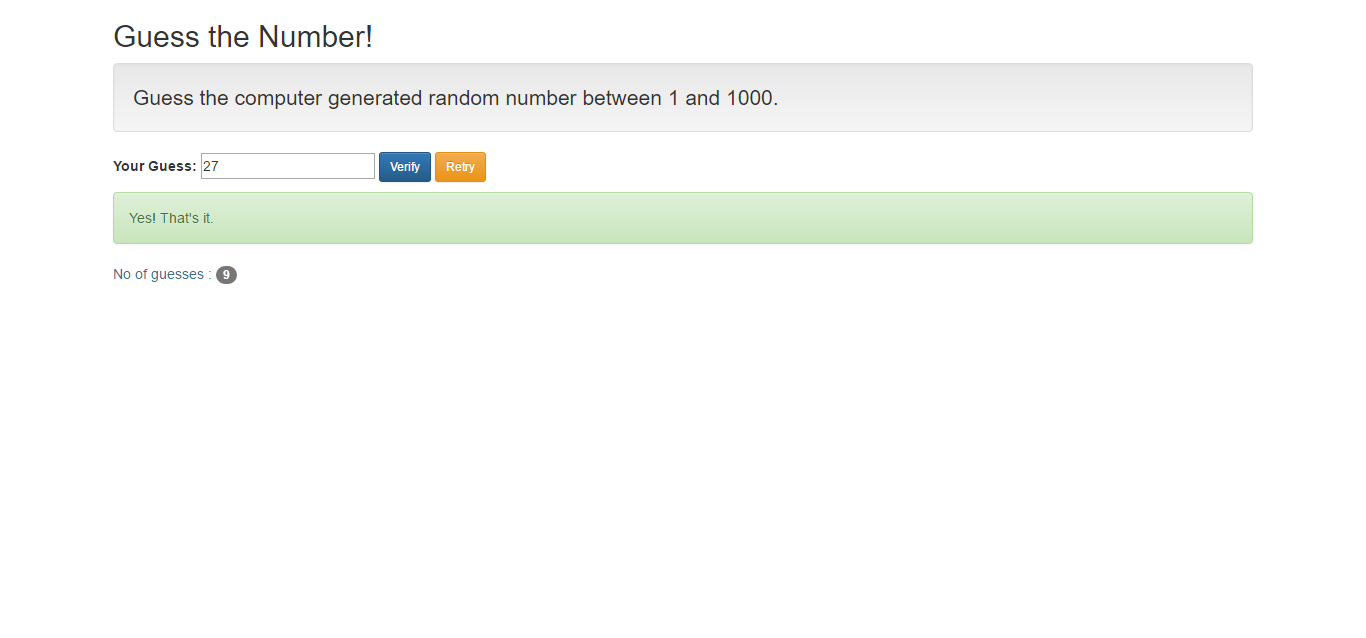 Guess the Number!
Guess the computer generated random number between 1 and 1000.
Your Guess: 27 Verify Retry
Yes! That's it.
No of guesses : 9